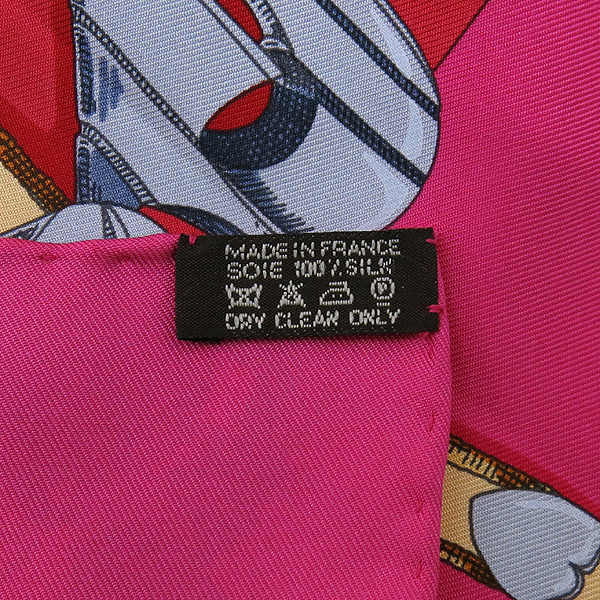 MADE IN FRANCE
SOIE 100% SILK
P
DRY CLEAN ONLY